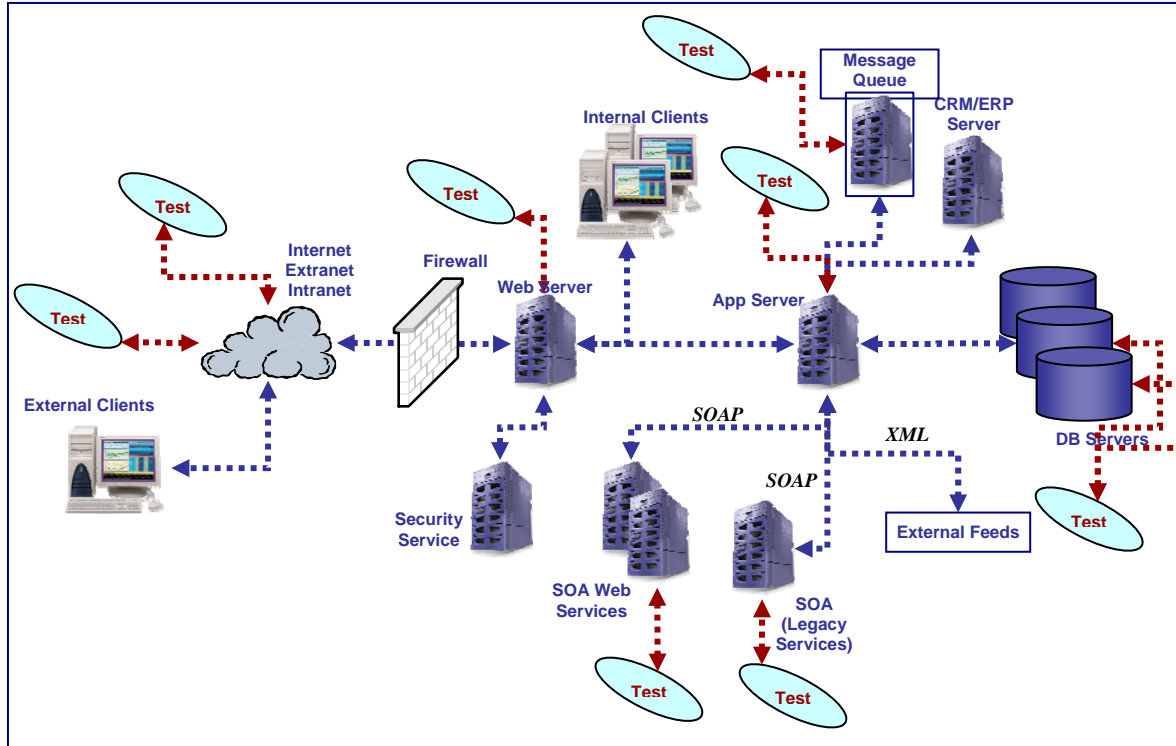 Test
Message
Queue
CRM/ERP
Server
Internal Clients
Test
Test
Test
Internet
Extranet
Intranet
Firewall
Web Server
App Server
Test
External Clients
SOAP
XML
DB Servers
SOAP
Security
Service
External Feeds
Test
SOA Web
Services
SOA
(Legacy
Services)
Test
Test